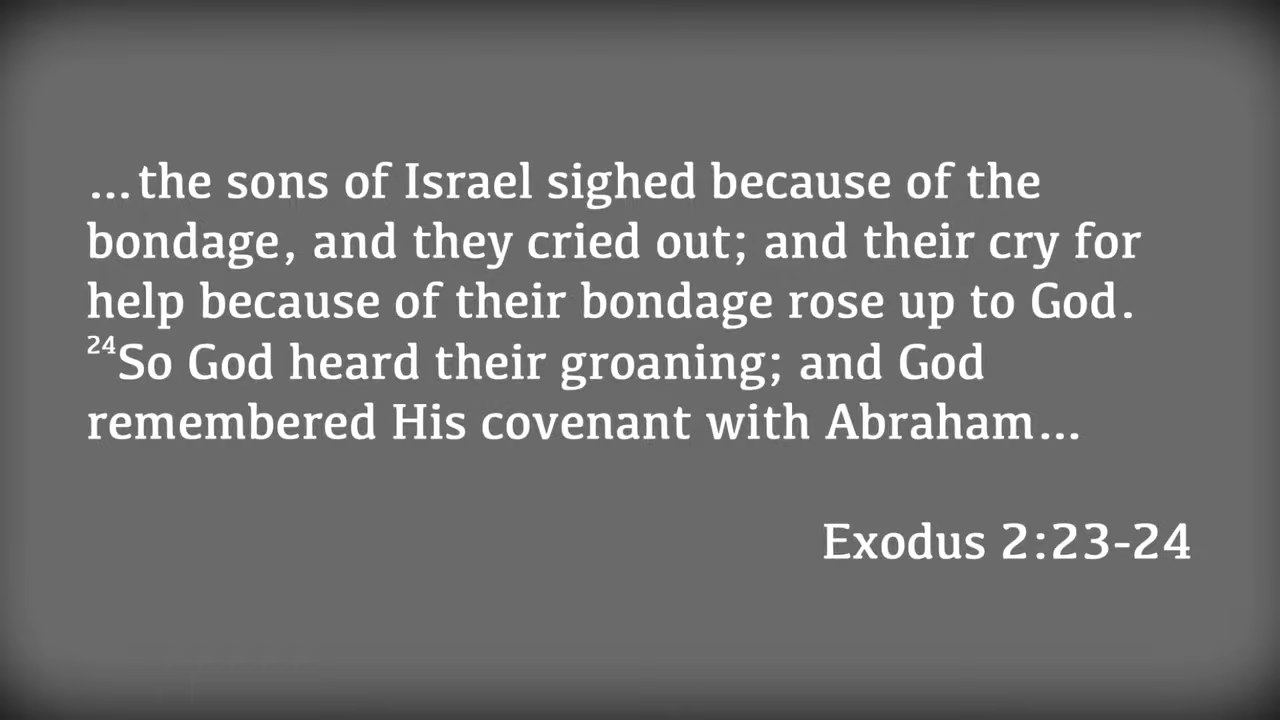 ...the sons of Israel sighed because of the
bondage, and they cried out; and their cry for
help because of their bondage rose up to God.
²⁴So God heard their groaning; and God
remembered His covenant with Abraham...
Exodus 2:23-24